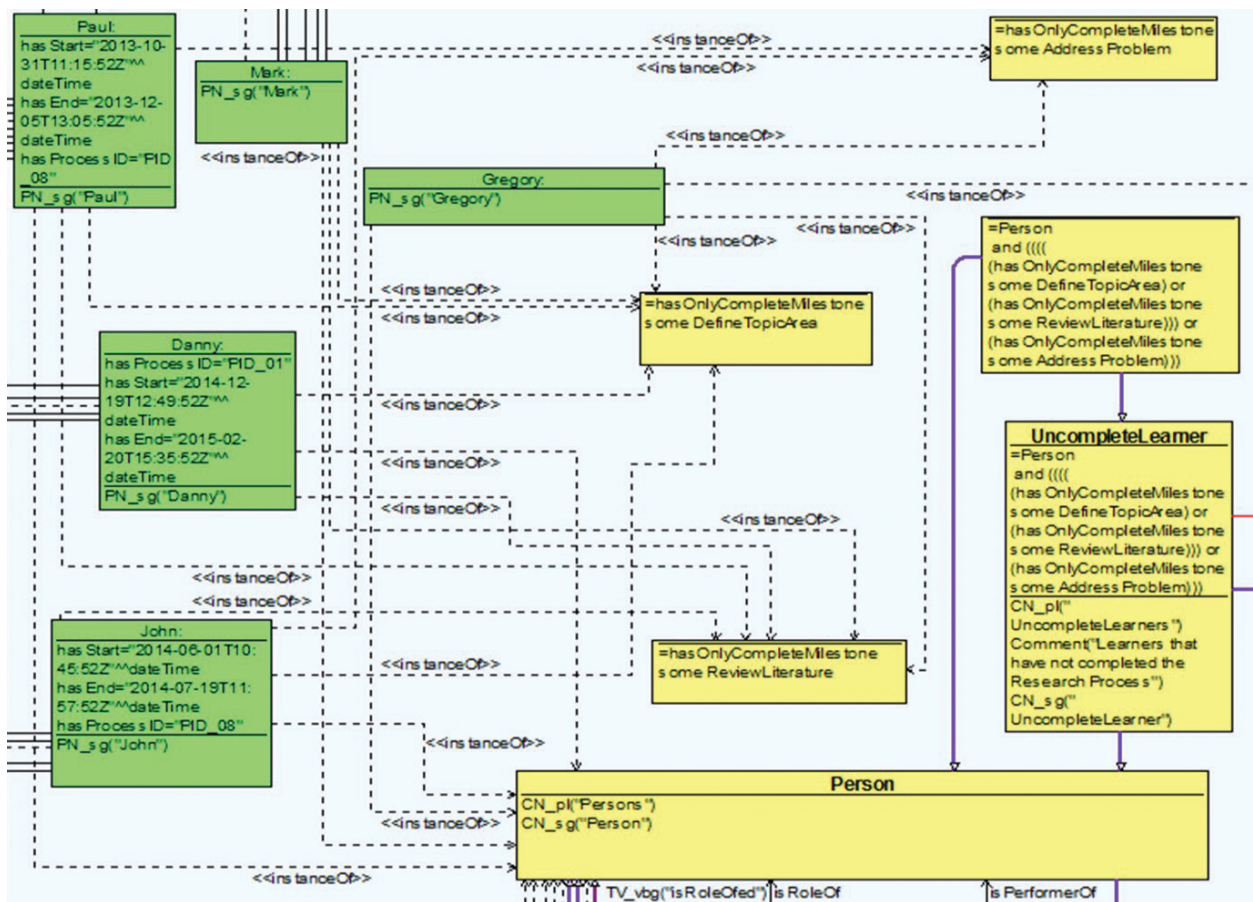 Paul:
has Start="2013-10-
31T11:15:52Z"^^
dateTime
has End="2013-12-
05T13:05:52Z"^^
dateTime
has Process ID="PID
_08"
PN_sg("Paul")
Mark:
PN_sg("Mark")
<<instanceOf>>
<<instanceOf>>
<<instanceOf>>
=hasOnlyCompleteMilestone
some Address Problem
<<instanceOf>>
Gregory:
PN_sg("Gregory")
<<instanceOf>>
<<instanceOf>>
<<instanceOf>>
=Person
and ((((
(hasOnlyCompleteMilestone
some DefineTopicArea) or
(hasOnlyCompleteMilestone
some ReviewLiterature))) or
(hasOnlyCompleteMilestone
some Address Problem)))
<<instanceOf>>
<<instanceOf>>
=hasOnlyCompleteMilestone
some DefineTopicArea
Danny:
has Process ID="PID_01"
has Start="2014-12-
19T12:49:52Z"^^
dateTime
has End="2015-02-
20T15:35:52Z"^^
dateTime
PN_sg("Danny")
<<instanceOf>>
<<instanceOf>>
<<instanceOf>>
<<instanceOf>>
UncompleteLearner
=Person
and ((((
(hasOnlyCompleteMilestone
some DefineTopicArea) or
(hasOnlyCompleteMilestone
some ReviewLiterature))) or
(hasOnlyCompleteMilestone
some Address Problem)))
CN_pl("
UncompleteLearners")
Comment("Learners that
have not completed the
Research Process")
CN_sg("
UncompleteLearner")
<<instanceOf>>
<<instanceOf>>
John:
has Start="2014-06-01T10:
45:52Z"^^dateTime
has End="2014-07-19T11:
57:52Z"^^dateTime
has Process ID="PID_08"
PN_sg("John")
<<instanceOf>>
=hasOnlyCompleteMilestone
some ReviewLiterature
<<instanceOf>>
Person
CN_pl("Persons")
CN_sg("Person")
<<instanceOf>>
<<instanceOf>>
TV_vbg("isRoleOfed")
isRoleOf
isPerformerOf